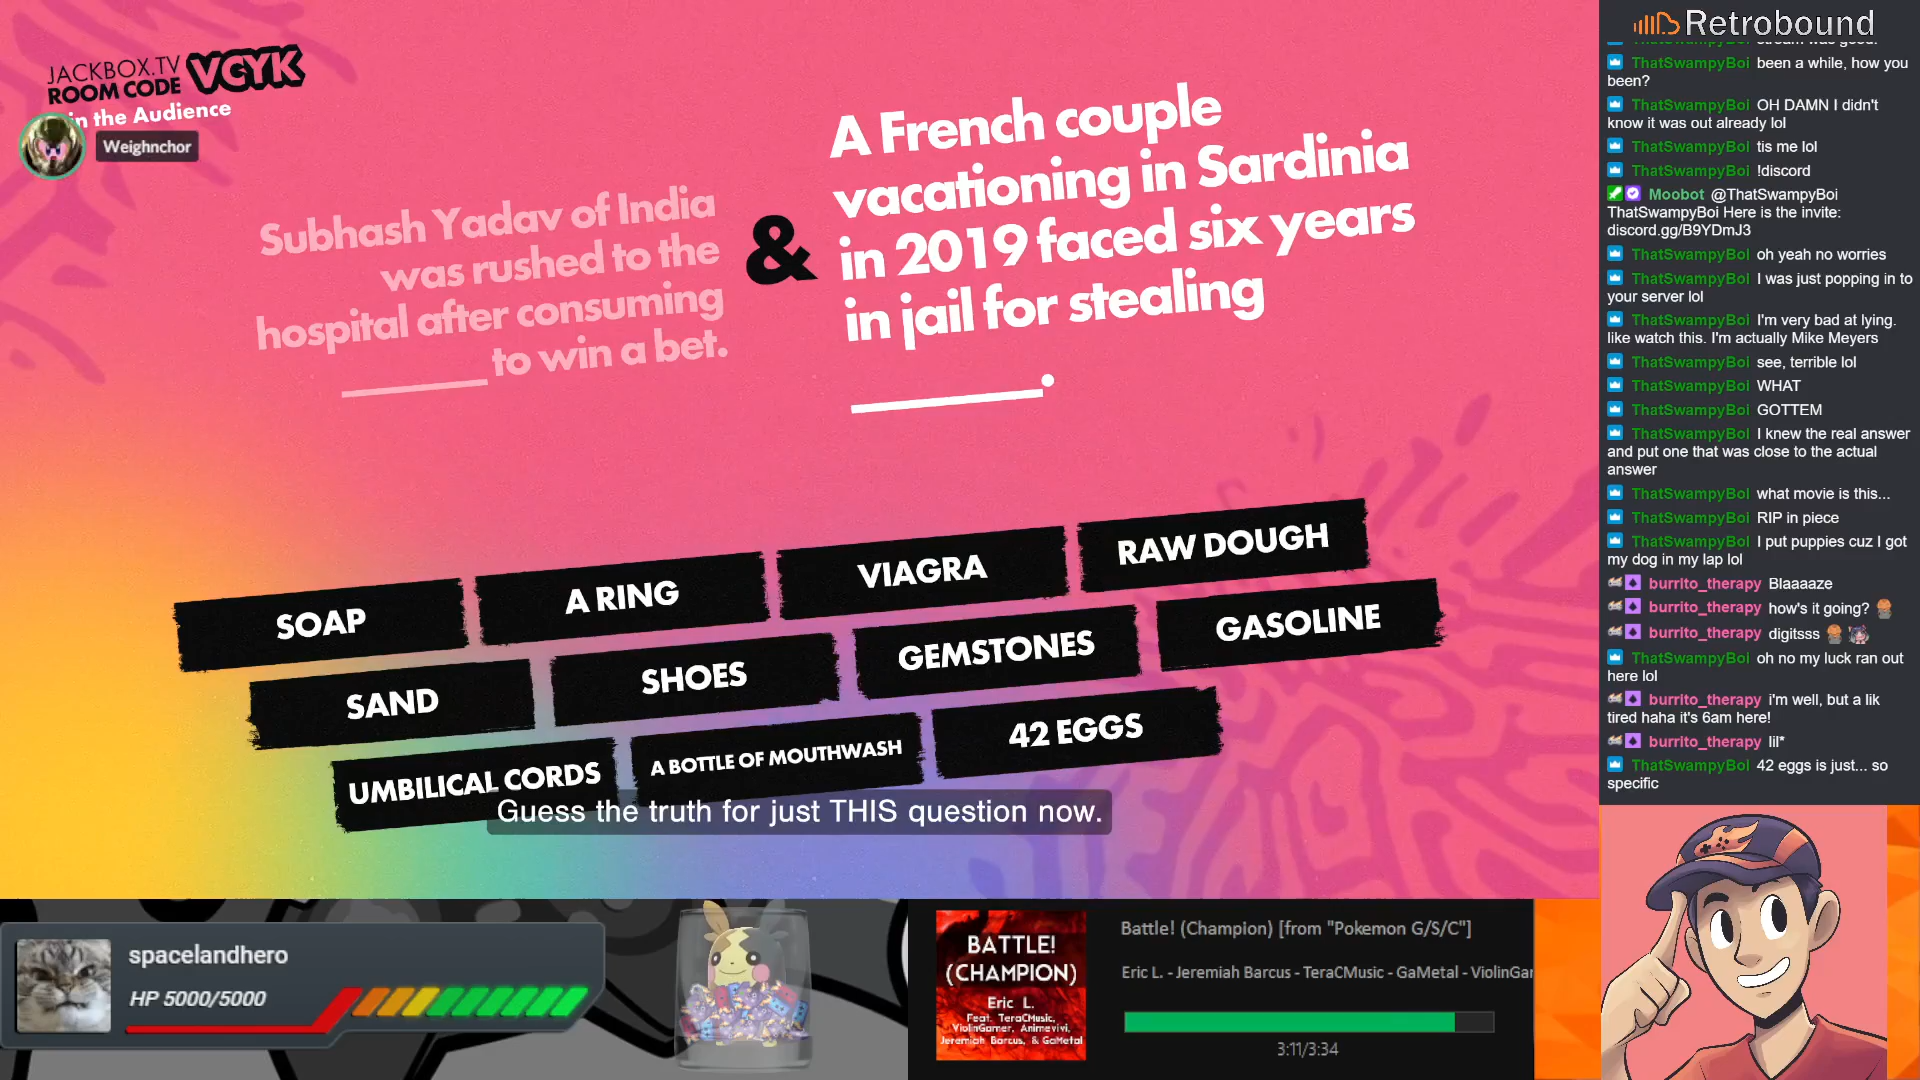 JACKBOX.TV
ROOM CODE
VGYK
in the Audience
Weighnchor
Subhash Yadav of India
was rushed to the
hospital after consuming
________ to win a bet.
&
A French couple
vacationing in Sardinia
in 2019 faced six years
in jail for stealing
________.
SOAP
A RING
VIAGRA
RAW DOUGH
SAND
SHOES
GEMSTONES
GASOLINE
UMBILICAL CORDS
A BOTTLE OF MOUTHWASH
42 EGGS
Guess the truth for just THIS question now.
spacelandhero
HP 5000/5000
BATTLE!
(CHAMPION)
Eric L.
Feat. TeraCMusic,
ViolinGamer, Animevivi,
Jeremiah Barcus, & GaMetal
Battle! (Champion) [from "Pokemon G/S/C"]
Eric L. - Jeremiah Barcus - TeraCMusic - GaMetal - ViolinGar
3:11/3:34
Retrobound
ThatSwampyBoi been a while, how you
been?
ThatSwampyBoi OH DAMN I didn't
know it was out already lol
ThatSwampyBoi tis me lol
ThatSwampyBoi !discord
Moobot @ThatSwampyBoi
ThatSwampyBoi Here is the invite:
discord.gg/B9YDmJ3
ThatSwampyBoi oh yeah no worries
ThatSwampyBoi I was just popping in to
your server lol
ThatSwampyBoi I'm very bad at lying.
like watch this. I'm actually Mike Meyers
ThatSwampyBoi see, terrible lol
ThatSwampyBoi WHAT
ThatSwampyBoi GOTTEM
ThatSwampyBoi I knew the real answer
and put one that was close to the actual
answer
ThatSwampyBoi what movie is this...
ThatSwampyBoi RIP in piece
ThatSwampyBoi I put puppies cuz I got
my dog in my lap lol
burrito_therapy Blaaaaze
burrito_therapy how's it going?
burrito_therapy digitsss
ThatSwampyBoi oh no my luck ran out
here lol
burrito_therapy i'm well, but a lik
tired haha it's 6am here!
burrito_therapy lil*
ThatSwampyBoi 42 eggs is just... so
specific